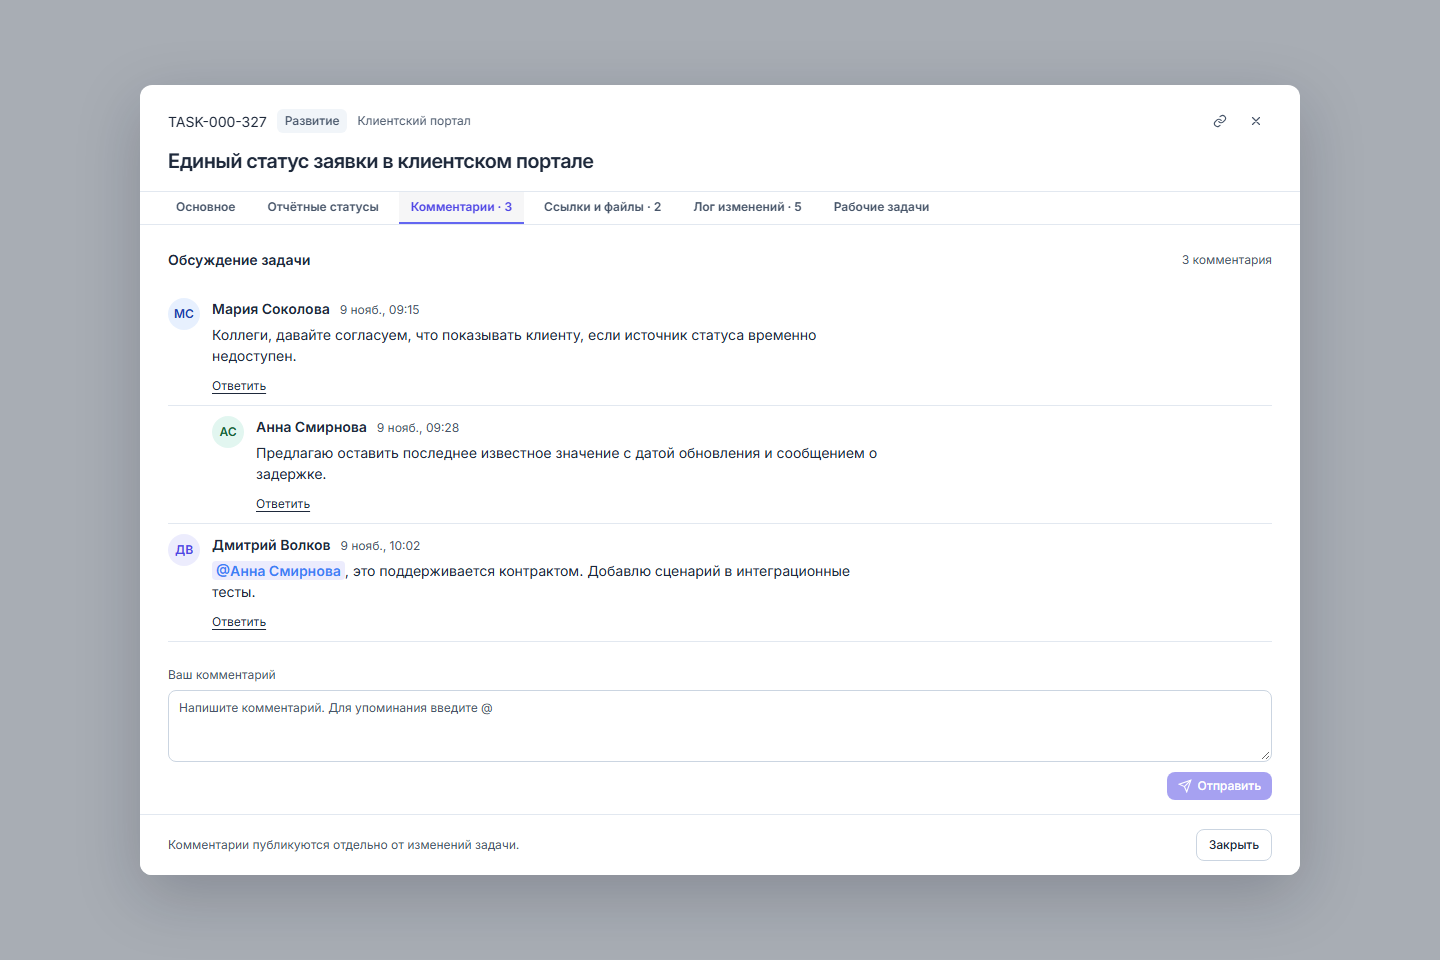 TASK-000-327 Развитие Клиентский портал
Единый статус заявки в клиентском портале
Основное Отчётные статусы Комментарии · 3 Ссылки и файлы · 2 Лог изменений · 5 Рабочие задачи
Обсуждение задачи 3 комментария
МС Мария Соколова 9 нояб., 09:15
Коллеги, давайте согласуем, что показывать клиенту, если источник статуса временно
недоступен.
Ответить
АС Анна Смирнова 9 нояб., 09:28
Предлагаю оставить последнее известное значение с датой обновления и сообщением о
задержке.
Ответить
ДВ Дмитрий Волков 9 нояб., 10:02
@Анна Смирнова, это поддерживается контрактом. Добавлю сценарий в интеграционные
тесты.
Ответить
Ваш комментарий
Напишите комментарий. Для упоминания введите @
Отправить
Комментарии публикуются отдельно от изменений задачи. Закрыть